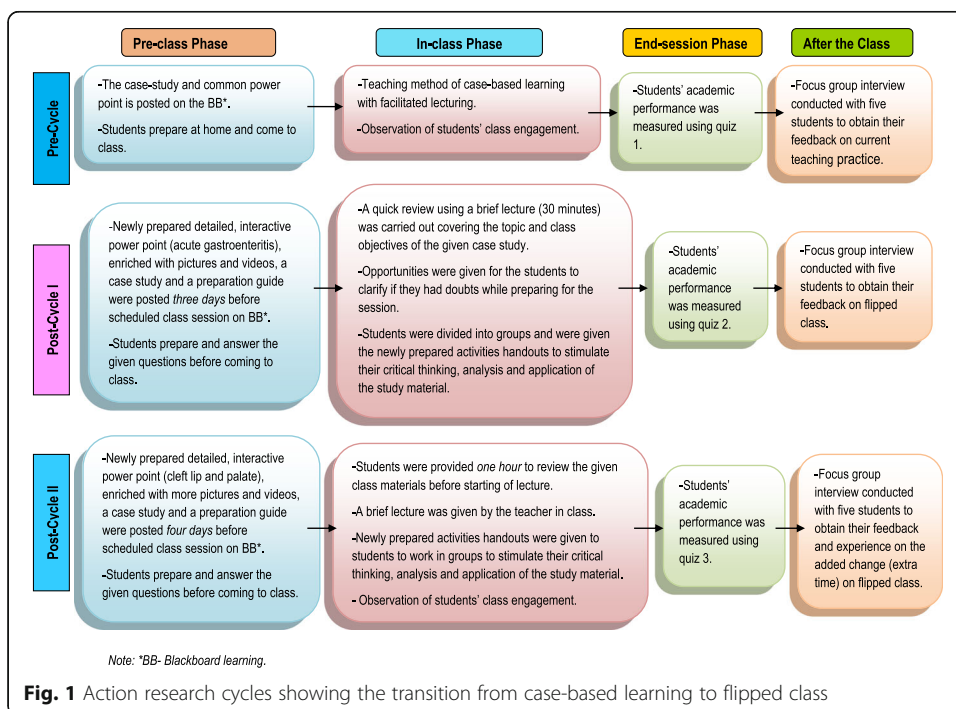 Pre-class Phase
In-class Phase
End-session Phase
After the Class
Pre-Cycle
-The case-study and common power
point is posted on the BB*.
-Students prepare at home and come to
class.
-Teaching method of case-based learning
with facilitated lecturing.
-Observation of students' class engagement.
-Students' academic
performance was
measured using quiz
1.
-Focus group interview
conducted with five
students to obtain their
feedback on current
teaching practice.
Post-Cycle I
-Newly prepared detailed, interactive
power point (acute gastroenteritis),
enriched with pictures and videos, a
case study and a preparation guide
were posted three days before
scheduled class session on BB*.
-Students prepare and answer the
given questions before coming to
class.
-A quick review using a brief lecture (30 minutes)
was carried out covering the topic and class
objectives of the given case study.
-Opportunities were given for the students to
clarify if they had doubts while preparing for the
session.
-Students were divided into groups and were given
the newly prepared activities handouts to stimulate
their critical thinking, analysis and application of
the study material.
-Students'
academic
performance
was measured
using quiz 2.
-Focus group interview
conducted with five
students to obtain their
feedback on flipped
class.
Post-Cycle II
-Newly prepared detailed, interactive
power point (cleft lip and palate),
enriched with more pictures and videos,
a case study and a preparation guide
were posted four days before
scheduled class session on BB*.
-Students prepare and answer the
given questions before coming to class.
-Students were provided one hour to review the given
class materials before starting of lecture.
-A brief lecture was given by the teacher in class.
-Newly prepared activities handouts were given to
students to work in groups to stimulate their critical
thinking, analysis and application of the study material.
- Observation of students' class engagement.
-Students'
academic
performance was
measured using
quiz 3.
-Focus group
interview conducted
with five students to
obtain their feedback
and experience on the
added change (extra
time) on flipped class.
Note: *BB- Blackboard learning.
Fig. 1 Action research cycles showing the transition from case-based learning to flipped class